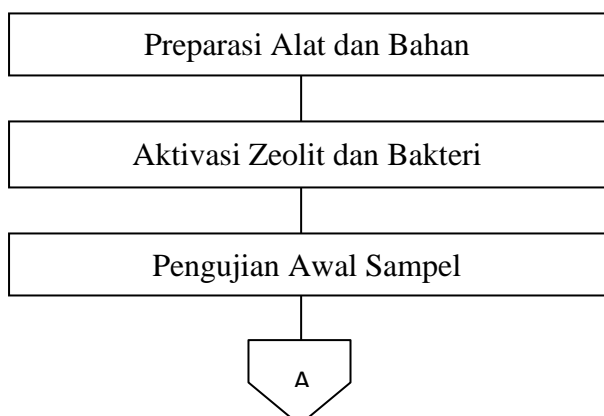 Preparasi Alat dan Bahan
Aktivasi Zeolit dan Bakteri
Pengujian Awal Sampel
A